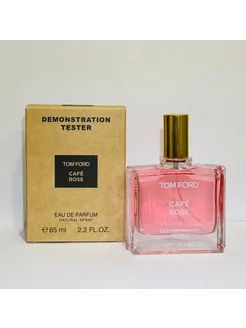 DEMONSTRATION
TESTER
TOM FORD
CAFÉ
ROSE
EAU DE PARFUM
NATURAL SPRAY
65 ml 2.2 FL.OZ.
TOM FORD
CAFÉ
ROSE